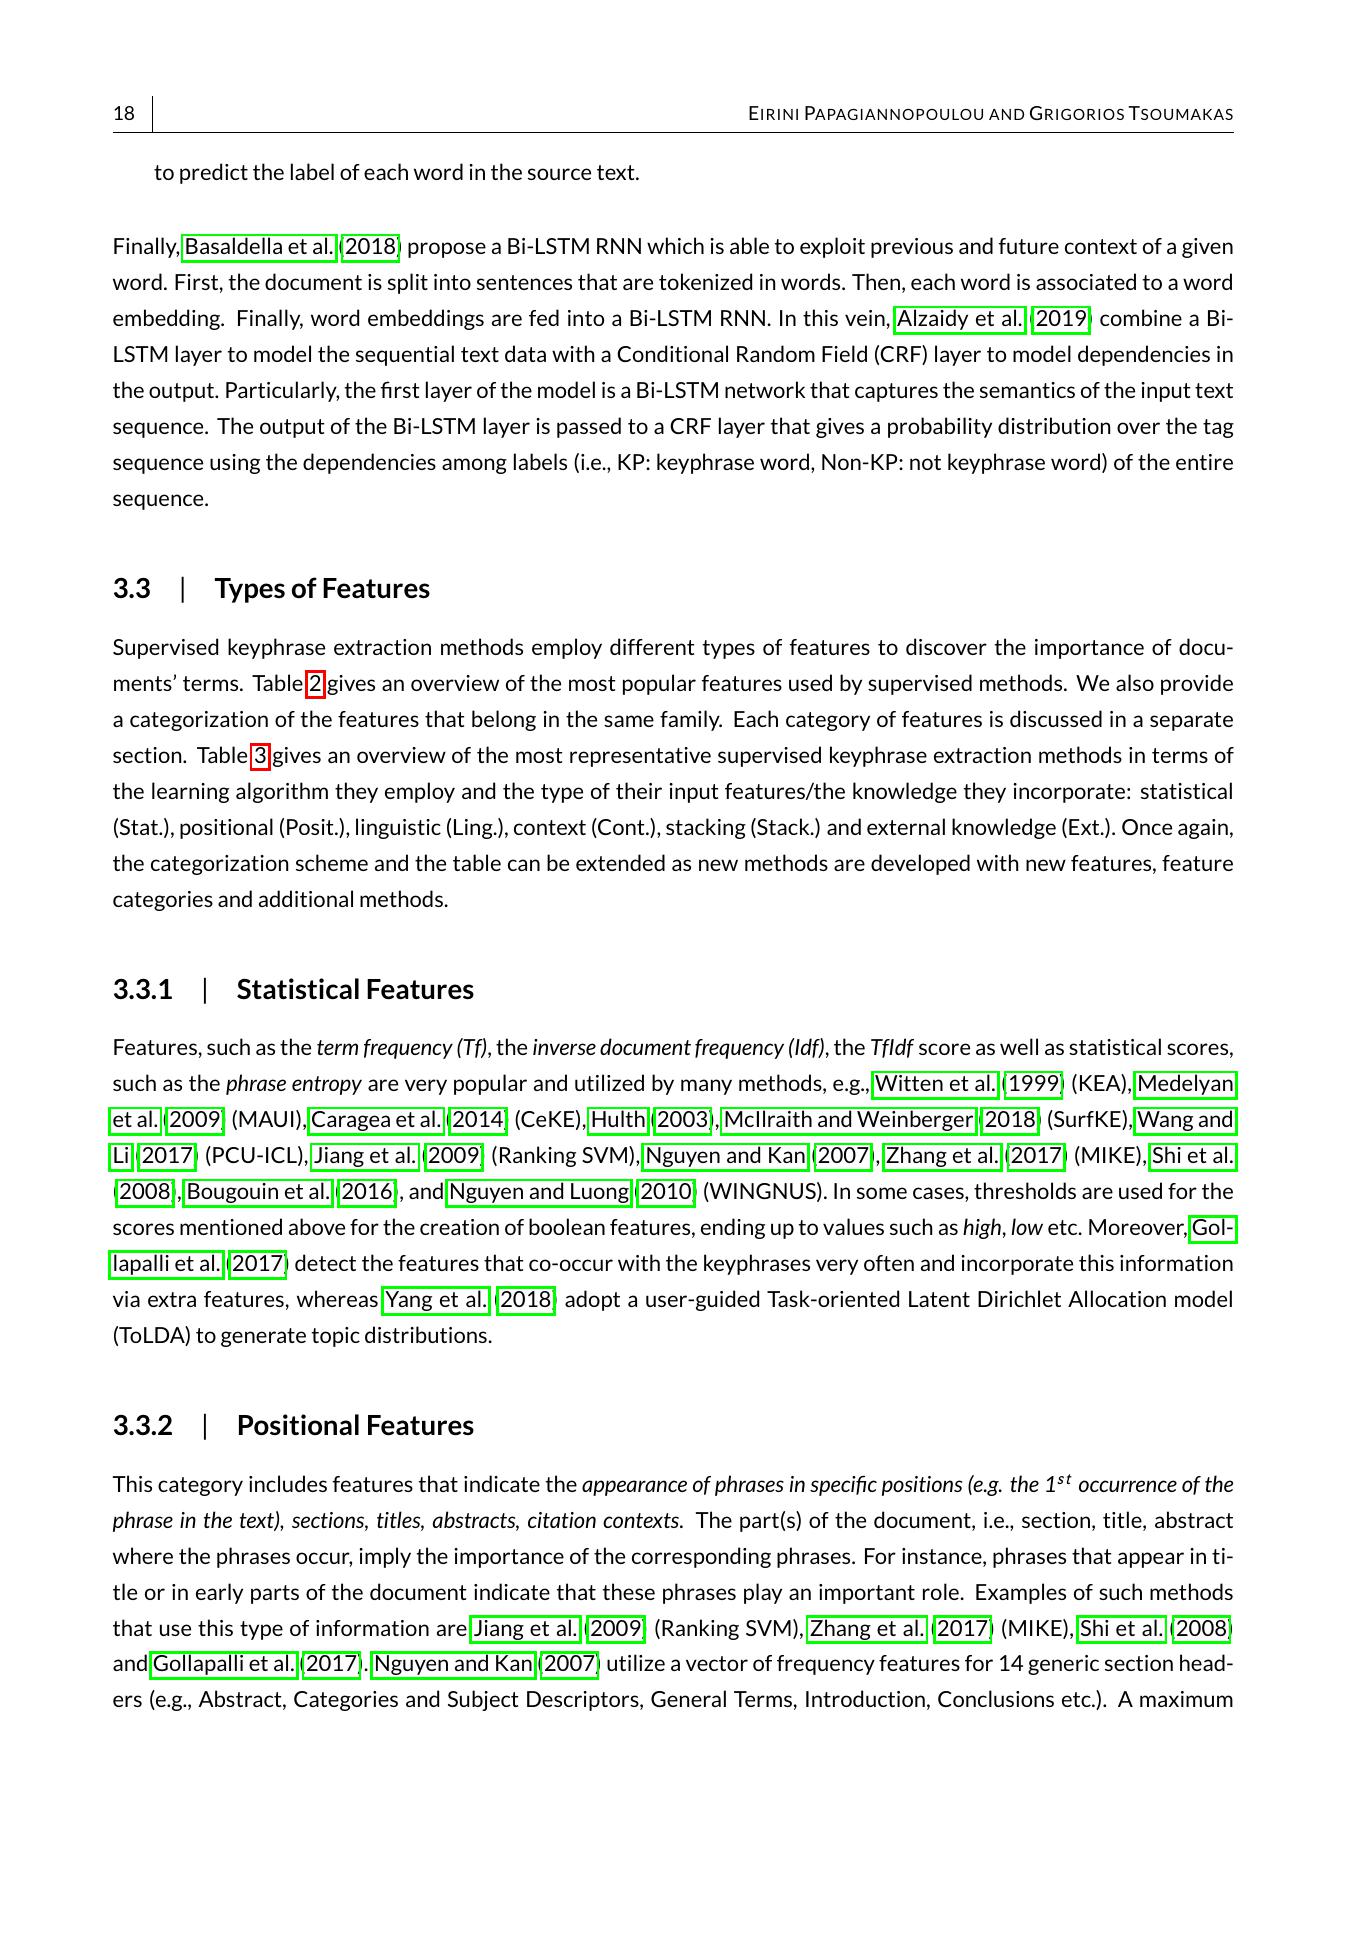 18 EIRINI PAPAGIANNOPOULOU AND GRIGORIOS TSOUMAKAS
to predict the label of each word in the source text.
Finally, Basaldella et al. (2018) propose a Bi-LSTM RNN which is able to exploit previous and future context of a given
word. First, the document is split into sentences that are tokenized in words. Then, each word is associated to a word
embedding. Finally, word embeddings are fed into a Bi-LSTM RNN. In this vein, Alzaidy et al. (2019) combine a Bi-
LSTM layer to model the sequential text data with a Conditional Random Field (CRF) layer to model dependencies in
the output. Particularly, the first layer of the model is a Bi-LSTM network that captures the semantics of the input text
sequence. The output of the Bi-LSTM layer is passed to a CRF layer that gives a probability distribution over the tag
sequence using the dependencies among labels (i.e., KP: keyphrase word, Non-KP: not keyphrase word) of the entire
sequence.
3.3 | Types of Features
Supervised keyphrase extraction methods employ different types of features to discover the importance of docu-
ments' terms. Table 2 gives an overview of the most popular features used by supervised methods. We also provide
a categorization of the features that belong in the same family. Each category of features is discussed in a separate
section. Table 3 gives an overview of the most representative supervised keyphrase extraction methods in terms of
the learning algorithm they employ and the type of their input features/the knowledge they incorporate: statistical
(Stat.), positional (Posit.), linguistic (Ling.), context (Cont.), stacking (Stack.) and external knowledge (Ext.). Once again,
the categorization scheme and the table can be extended as new methods are developed with new features, feature
categories and additional methods.
3.3.1 | Statistical Features
Features, such as the term frequency (Tf), the inverse document frequency (Idf), the TfIdf score as well as statistical scores,
such as the phrase entropy are very popular and utilized by many methods, e.g., Witten et al. (1999) (KEA), Medelyan
et al. (2009) (MAUI), Caragea et al. (2014) (CeKE), Hulth (2003), McIlraith and Weinberger (2018) (SurfKE), Wang and
Li (2017) (PCU-ICL), Jiang et al. (2009) (Ranking SVM), Nguyen and Kan (2007), Zhang et al. (2017) (MIKE), Shi et al.
(2008), Bougouin et al. (2016), and Nguyen and Luong (2010) (WINGNUS). In some cases, thresholds are used for the
scores mentioned above for the creation of boolean features, ending up to values such as high, low etc. Moreover, Gol-
lapalli et al. (2017) detect the features that co-occur with the keyphrases very often and incorporate this information
via extra features, whereas Yang et al. (2018) adopt a user-guided Task-oriented Latent Dirichlet Allocation model
(ToLDA) to generate topic distributions.
3.3.2 | Positional Features
This category includes features that indicate the appearance of phrases in specific positions (e.g. the 1st occurrence of the
phrase in the text), sections, titles, abstracts, citation contexts. The part(s) of the document, i.e., section, title, abstract
where the phrases occur, imply the importance of the corresponding phrases. For instance, phrases that appear in ti-
tle or in early parts of the document indicate that these phrases play an important role. Examples of such methods
that use this type of information are Jiang et al. (2009) (Ranking SVM), Zhang et al. (2017) (MIKE), Shi et al. (2008)
and Gollapalli et al. (2017). Nguyen and Kan (2007) utilize a vector of frequency features for 14 generic section head-
ers (e.g., Abstract, Categories and Subject Descriptors, General Terms, Introduction, Conclusions etc.). A maximum